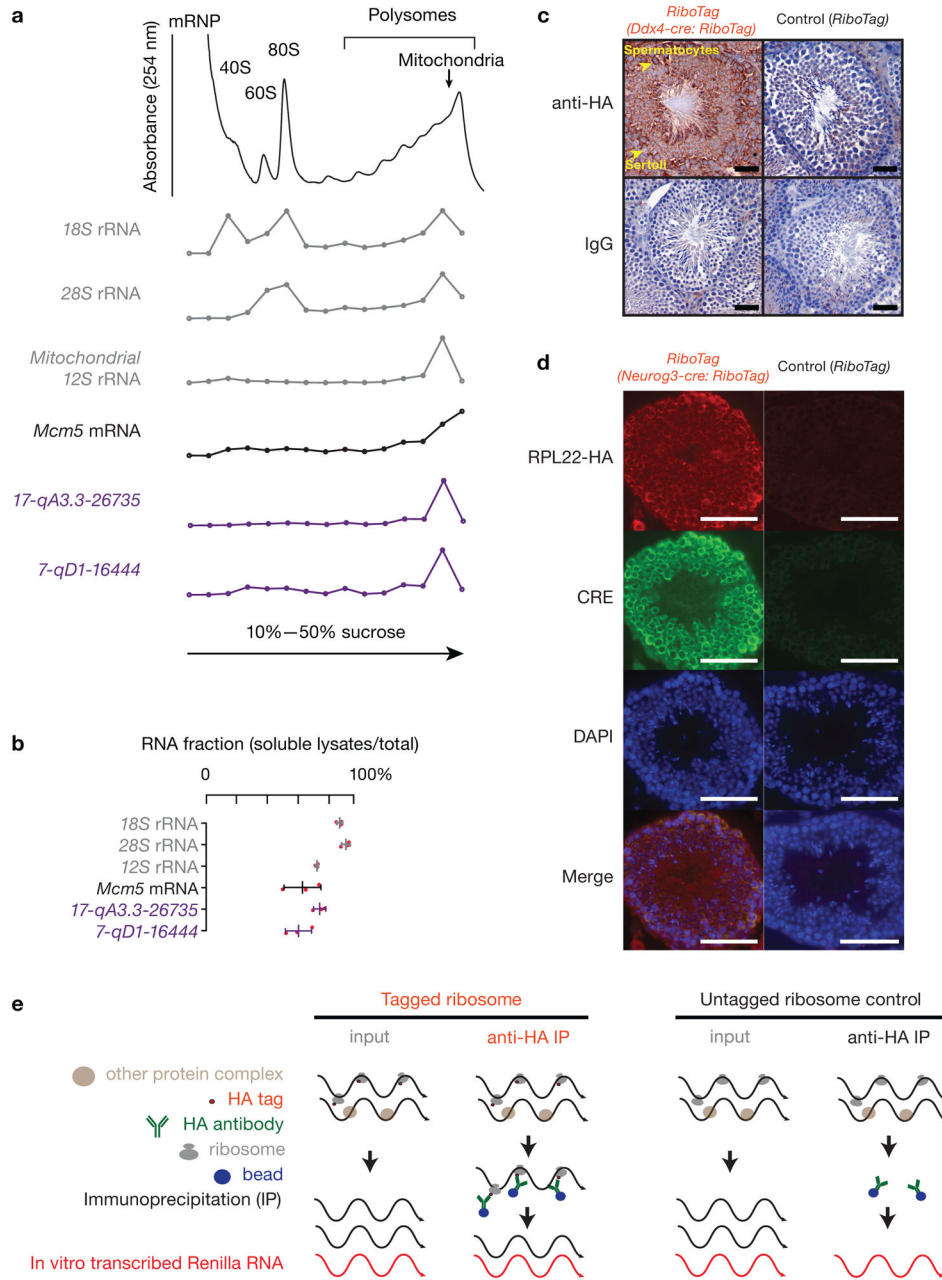 a
mRNP
40S
60S
80S
Polysomes
Mitochondria
Absorbance (254 nm)
18S rRNA
28S rRNA
Mitochondrial
12S rRNA
Mcm5 mRNA
17-qA3.3-26735
7-qD1-16444
10%—50% sucrose
b
RNA fraction (soluble lysates/total)
0
100%
18S rRNA
28S rRNA
12S rRNA
Mcm5 mRNA
17-qA3.3-26735
7-qD1-16444
c
RiboTag
(Ddx4-cre: RiboTag)
Control (RiboTag)
anti-HA
Spermatocytes
Sertoli
IgG
d
RiboTag
(Neurog3-cre: RiboTag)
Control (RiboTag)
RPL22-HA
CRE
DAPI
Merge
e
Tagged ribosome
Untagged ribosome control
input
anti-HA IP
input
anti-HA IP
other protein complex
HA tag
HA antibody
ribosome
bead
Immunoprecipitation (IP)
In vitro transcribed Renilla RNA